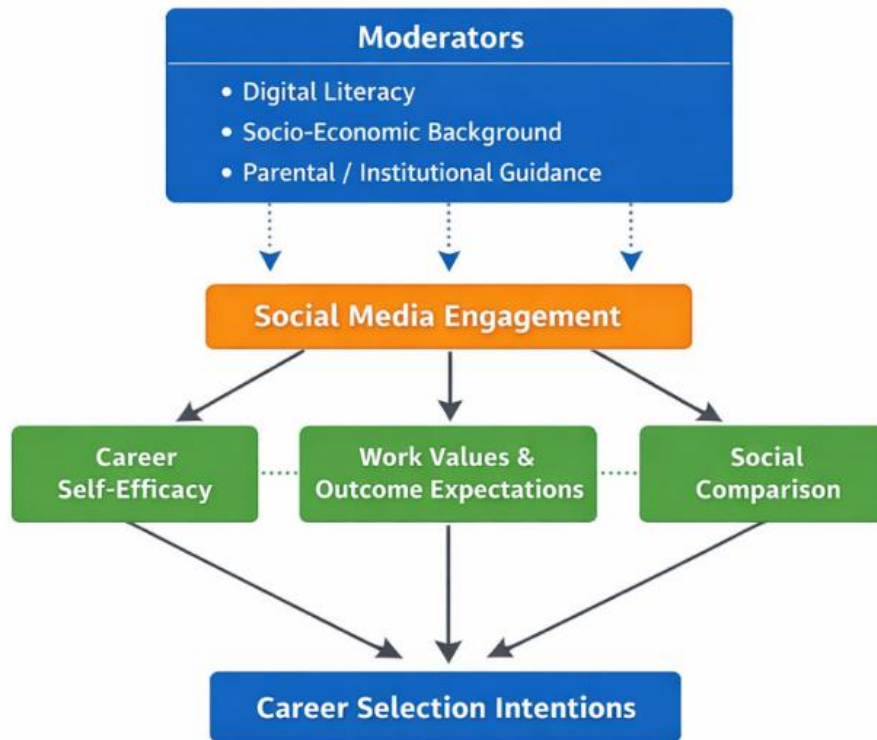 Moderators
• Digital Literacy
• Socio-Economic Background
• Parental / Institutional Guidance
Social Media Engagement
Career
Self-Efficacy
Work Values &
Outcome Expectations
Social
Comparison
Career Selection Intentions